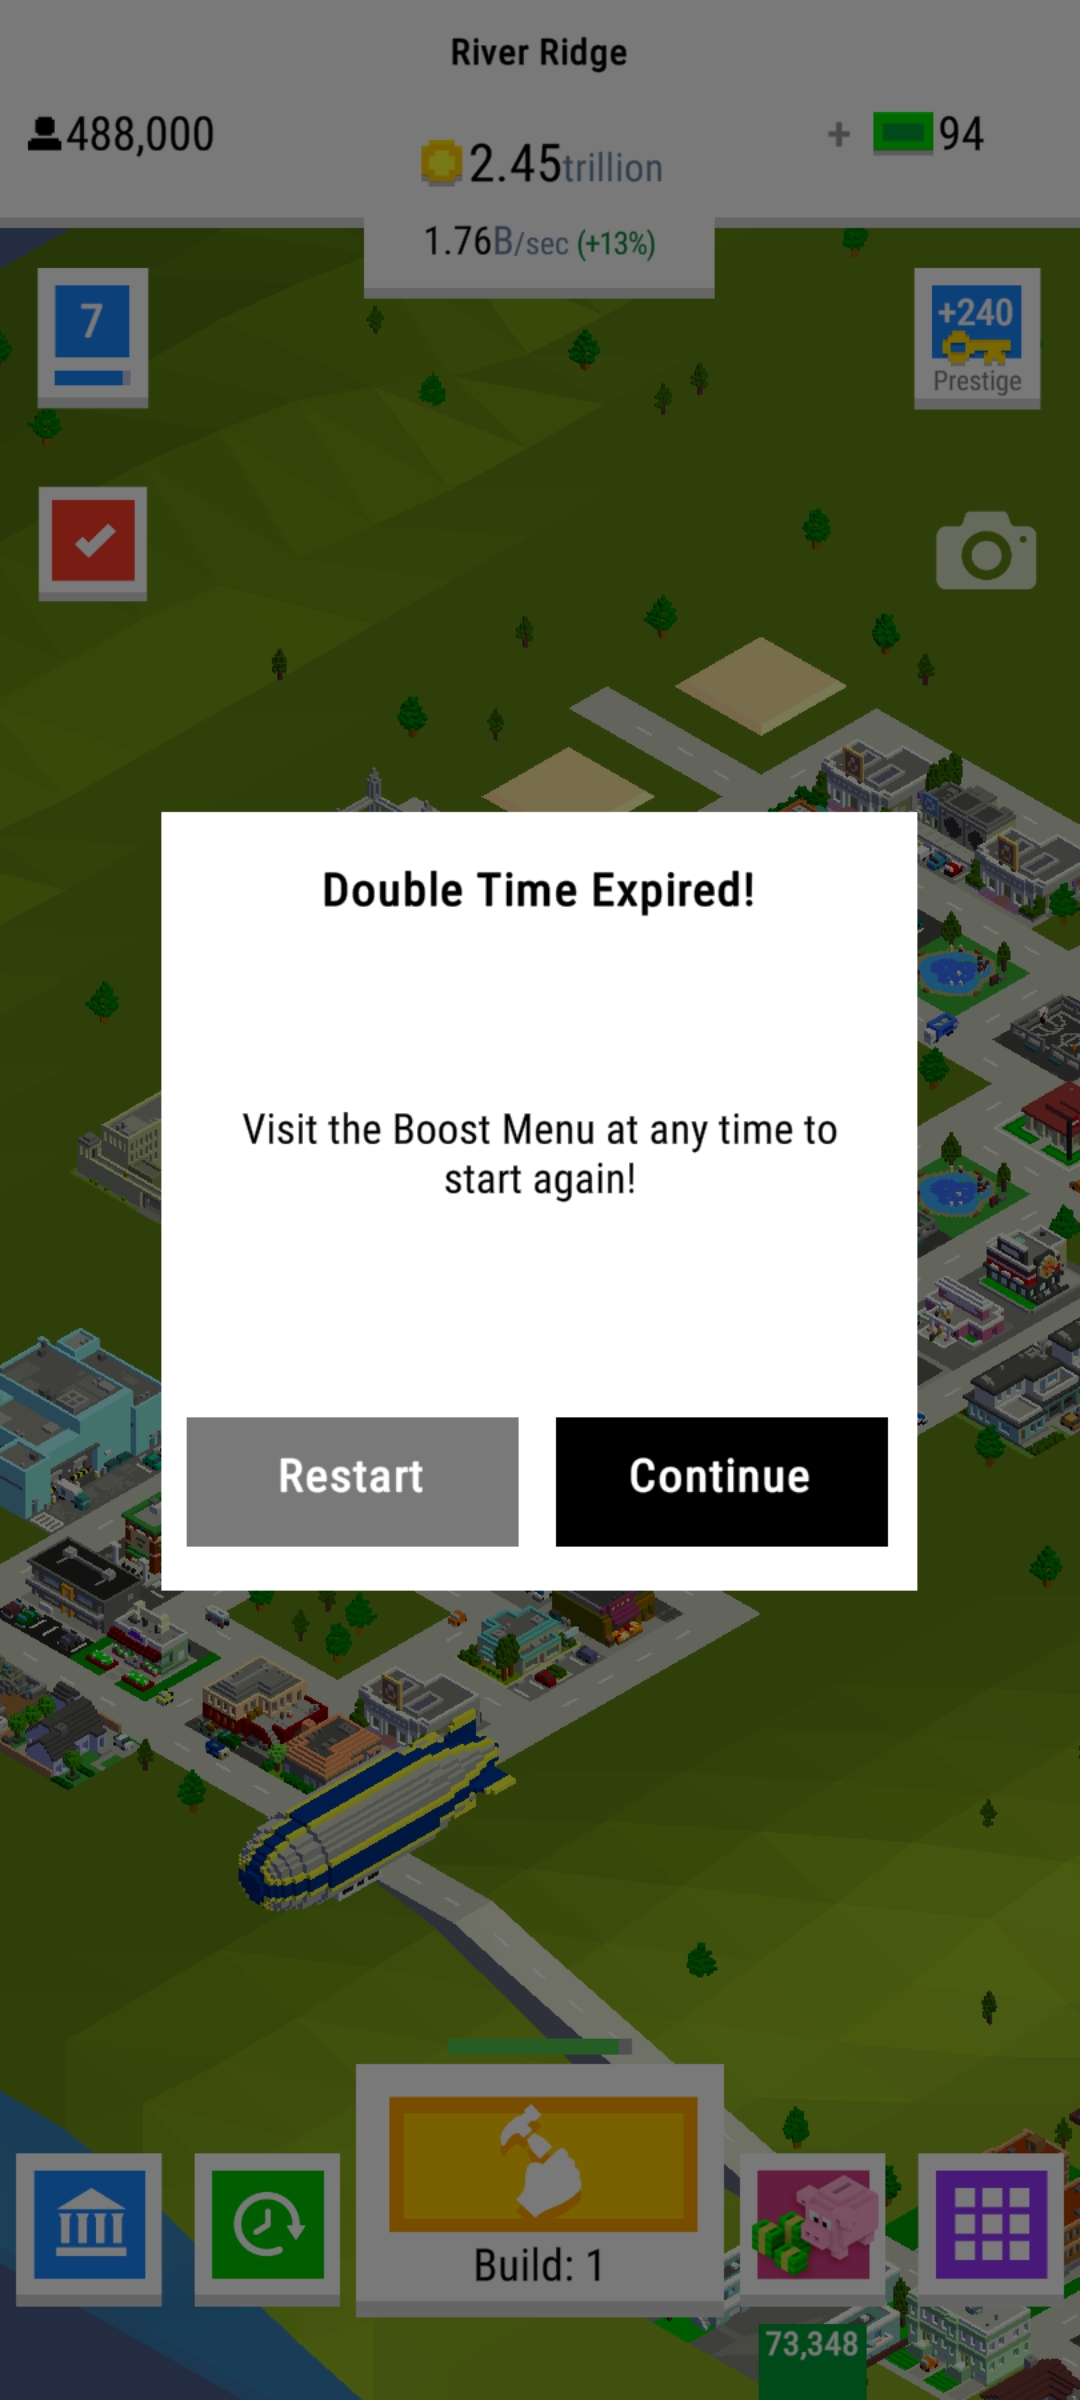 River Ridge
488,000
2.45trillion
+ 94
1.76B/sec (+13%)
7
+240
Prestige
Double Time Expired!
Visit the Boost Menu at any time to
start again!
Restart
Continue
Build: 1
73,348